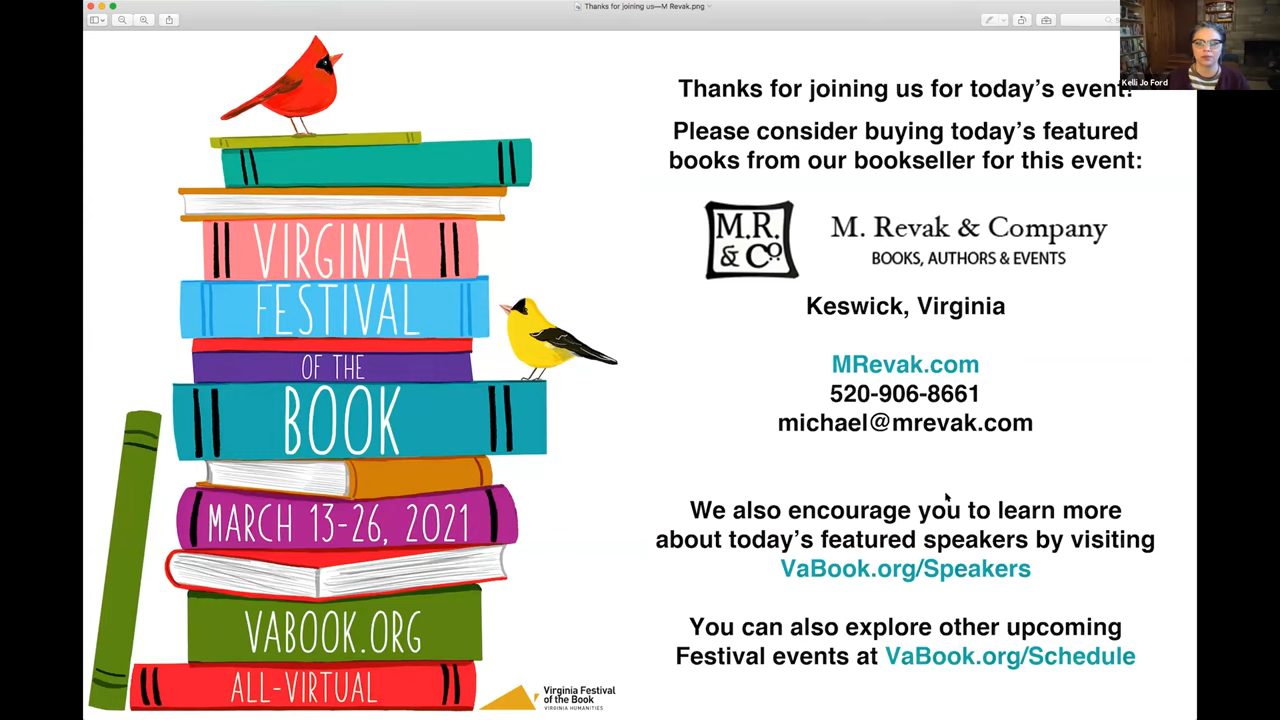 Thanks for joining us—M Revak.png
Kelli Jo Ford
VIRGINIA
FESTIVAL
OF THE
BOOK
MARCH 13-26, 2021
VABOOK.ORG
ALL-VIRTUAL
Virginia Festival
of the Book
VIRGINIA HUMANITIES
Thanks for joining us for today's event!
Please consider buying today's featured
books from our bookseller for this event:
M.R.
& Co.
M. Revak & Company
BOOKS, AUTHORS & EVENTS
Keswick, Virginia
MRevak.com
520-906-8661
michael@mrevak.com
We also encourage you to learn more
about today's featured speakers by visiting
VaBook.org/Speakers
You can also explore other upcoming
Festival events at VaBook.org/Schedule